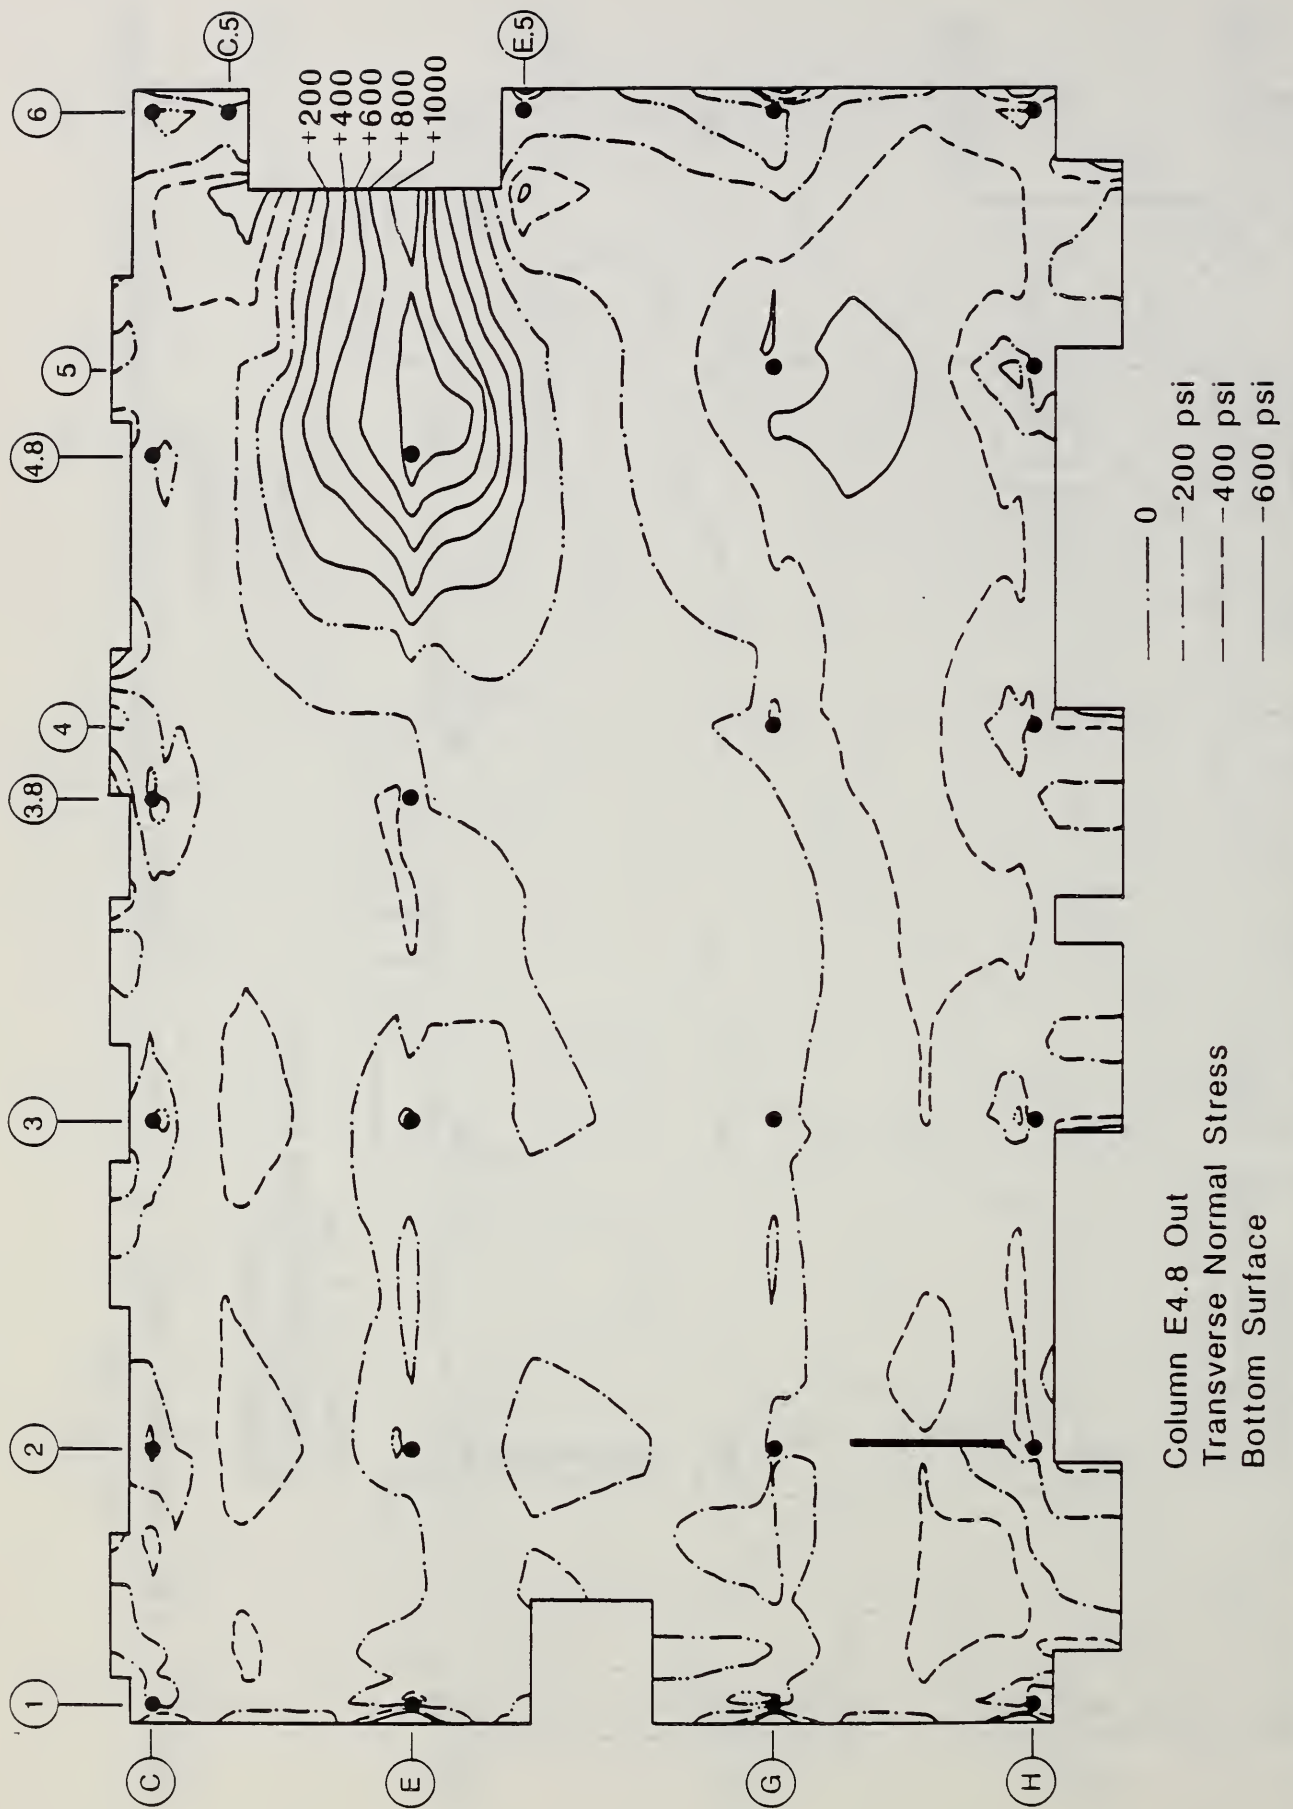 6
C.5
E.5
+200
+400
+600
+800
+1000
5
4.8
4
3.8
3
2
1
C
E
G
H
0
-200 psi
-400 psi
-600 psi
Column E4.8 Out
Transverse Normal Stress
Bottom Surface